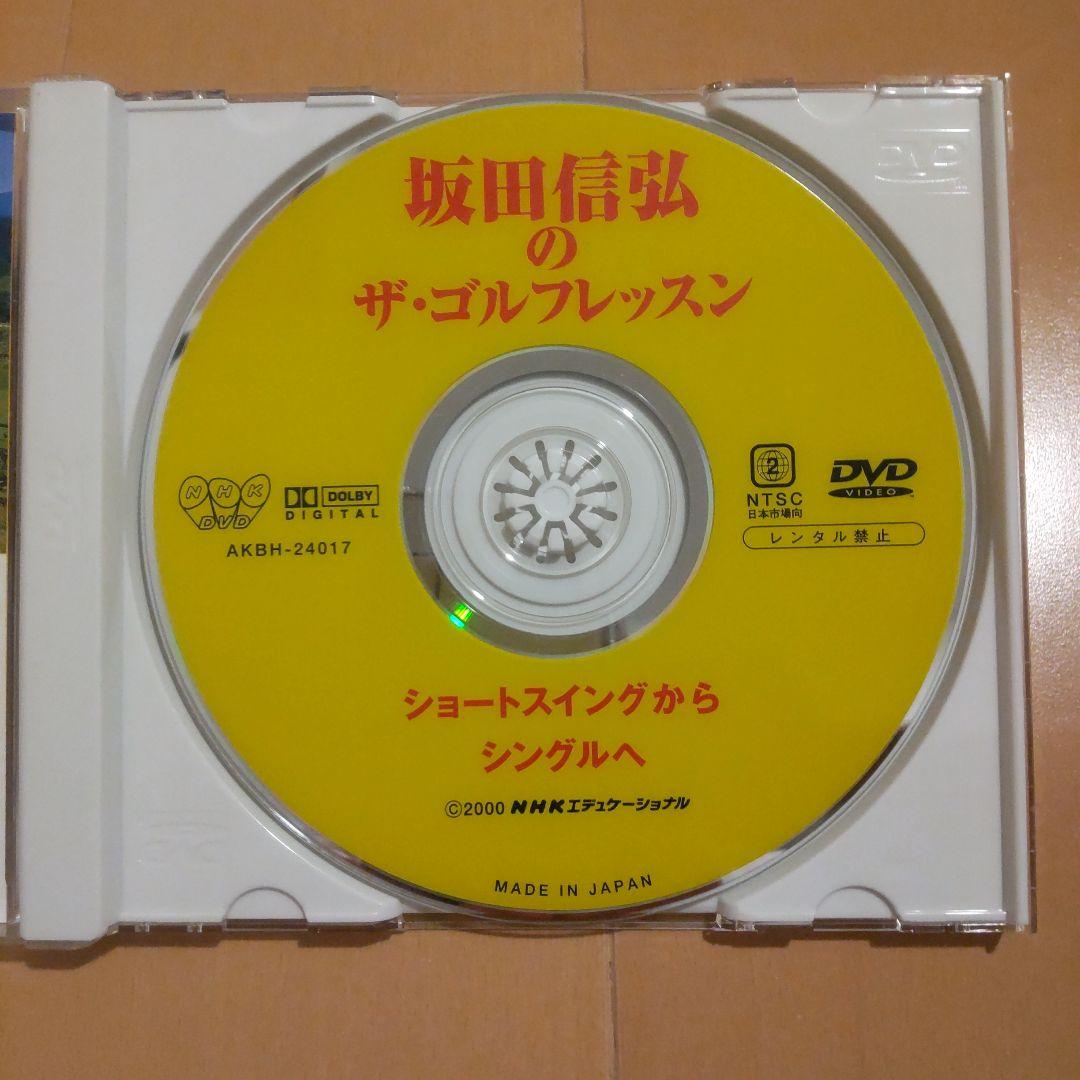 坂田信弘
の
ザ・ゴルフレッスン
NHK
DVD
DOLBY
DIGITAL
AKBH-24017
2
NTSC
日本市場向
DVD
VIDEO
レンタル禁止
ショートスイングから
シングルへ
©2000 NHKエデュケーショナル
MADE IN JAPAN
DVD